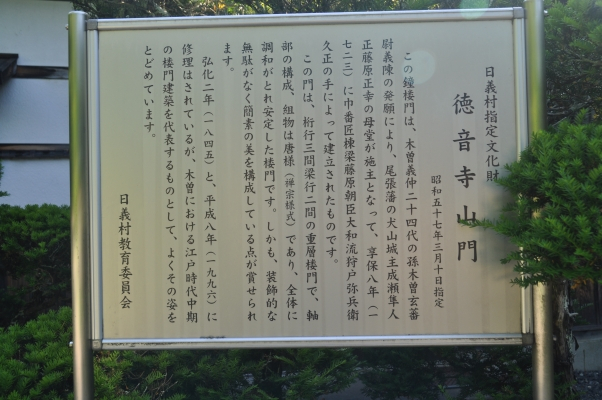 日義村指定文化財
徳音寺山門
昭和五十七年三月十日指定
この鐘楼門は、木曽義仲二十四代の孫木曽玄蕃
尉義陳の発願により、尾張藩の犬山城主成瀬隼人
正藤原正幸の母堂が施主となって、享保八年(一
七二三)に巾番匠棟梁藤原朝臣大和流狩戸弥兵衛
久正の手によって建立されたものです。
この門は、桁行三間梁行二間の重層楼門で、軸
部の構成、組物は唐様(禅宗様式)であり、全体に
調和がとれ安定した楼門です。しかも、装飾的な
無駄がなく簡素の美を構成している点が賞せられ
ます。
弘化二年(一八四五)と、平成八年(一九九六)に
修理はされているが、木曽における江戸時代中期
の楼門建築を代表するものとして、よくその姿を
とどめています。
日義村教育委員会